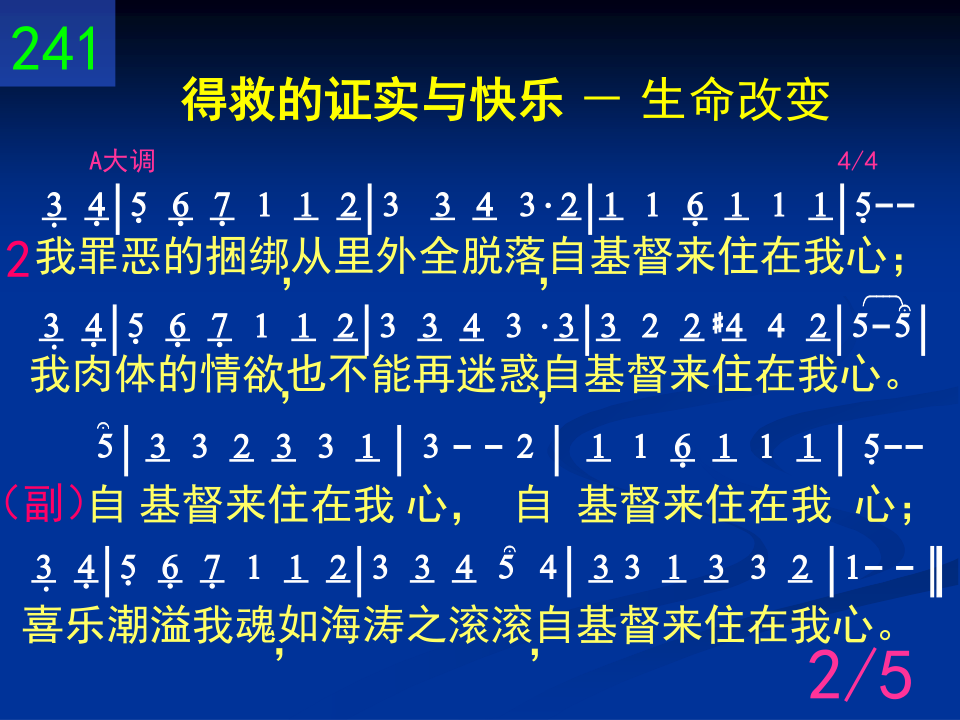 241
得救的证实与快乐 － 生命改变
A大调 4/4
3 4|5 6 7 1 1 2|3 3 4 3·2|1 1 6 1 1 1|5--
2我罪恶的捆绑，从里外全脱落，自基督来住在我心；
3 4|5 6 7 1 1 2|3 3 4 3·3|3 2 2 #4 4 2|5-5|
我肉体的情欲，也不能再迷惑，自基督来住在我心。
5|3 3 2 3 3 1|3--2|1 1 6 1 1 1|5--
（副）自 基督来住在我 心， 自 基督来住在我 心；
3 4|5 6 7 1 1 2|3 3 4 5 4|3 3 1 3 3 2|1--‖
喜乐潮溢我魂，如海涛之滚滚，自基督来住在我心。
2/5